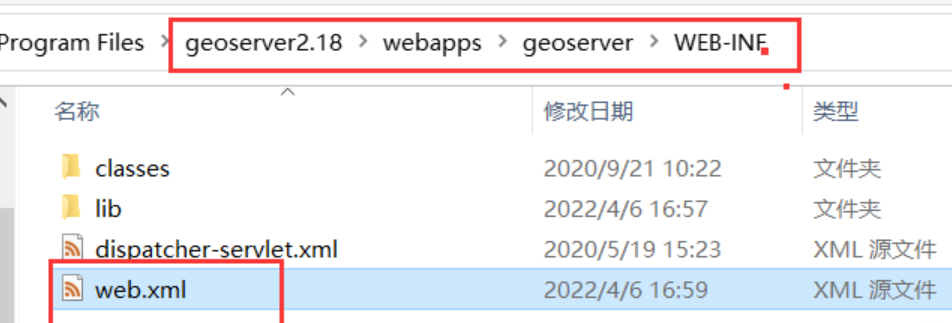 Program Files > geoserver2.18 > webapps > geoserver > WEB-INF
名称 修改日期 类型
classes 2020/9/21 10:22 文件夹
lib 2022/4/6 16:57 文件夹
dispatcher-servlet.xml 2020/5/19 15:23 XML 源文件
web.xml 2022/4/6 16:59 XML 源文件